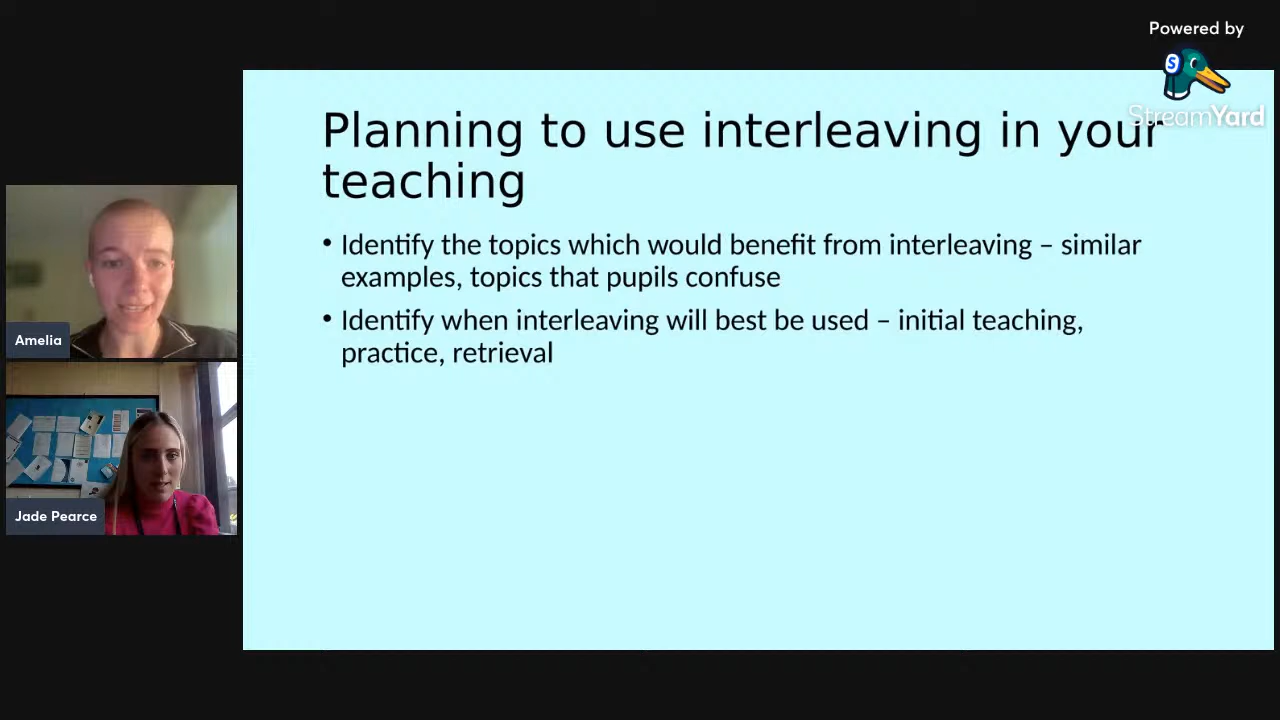 Powered by
S
StreamYard
Planning to use interleaving in your
teaching
• Identify the topics which would benefit from interleaving – similar
examples, topics that pupils confuse
• Identify when interleaving will best be used – initial teaching,
practice, retrieval
Amelia
Jade Pearce